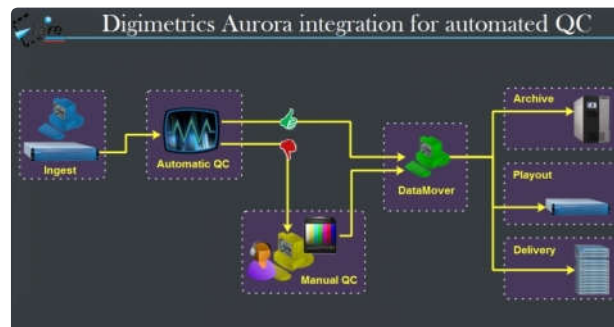 Digimetrics Aurora integration for automated QC
Ingest
Automatic QC
Manual QC
DataMover
Archive
Playout
Delivery